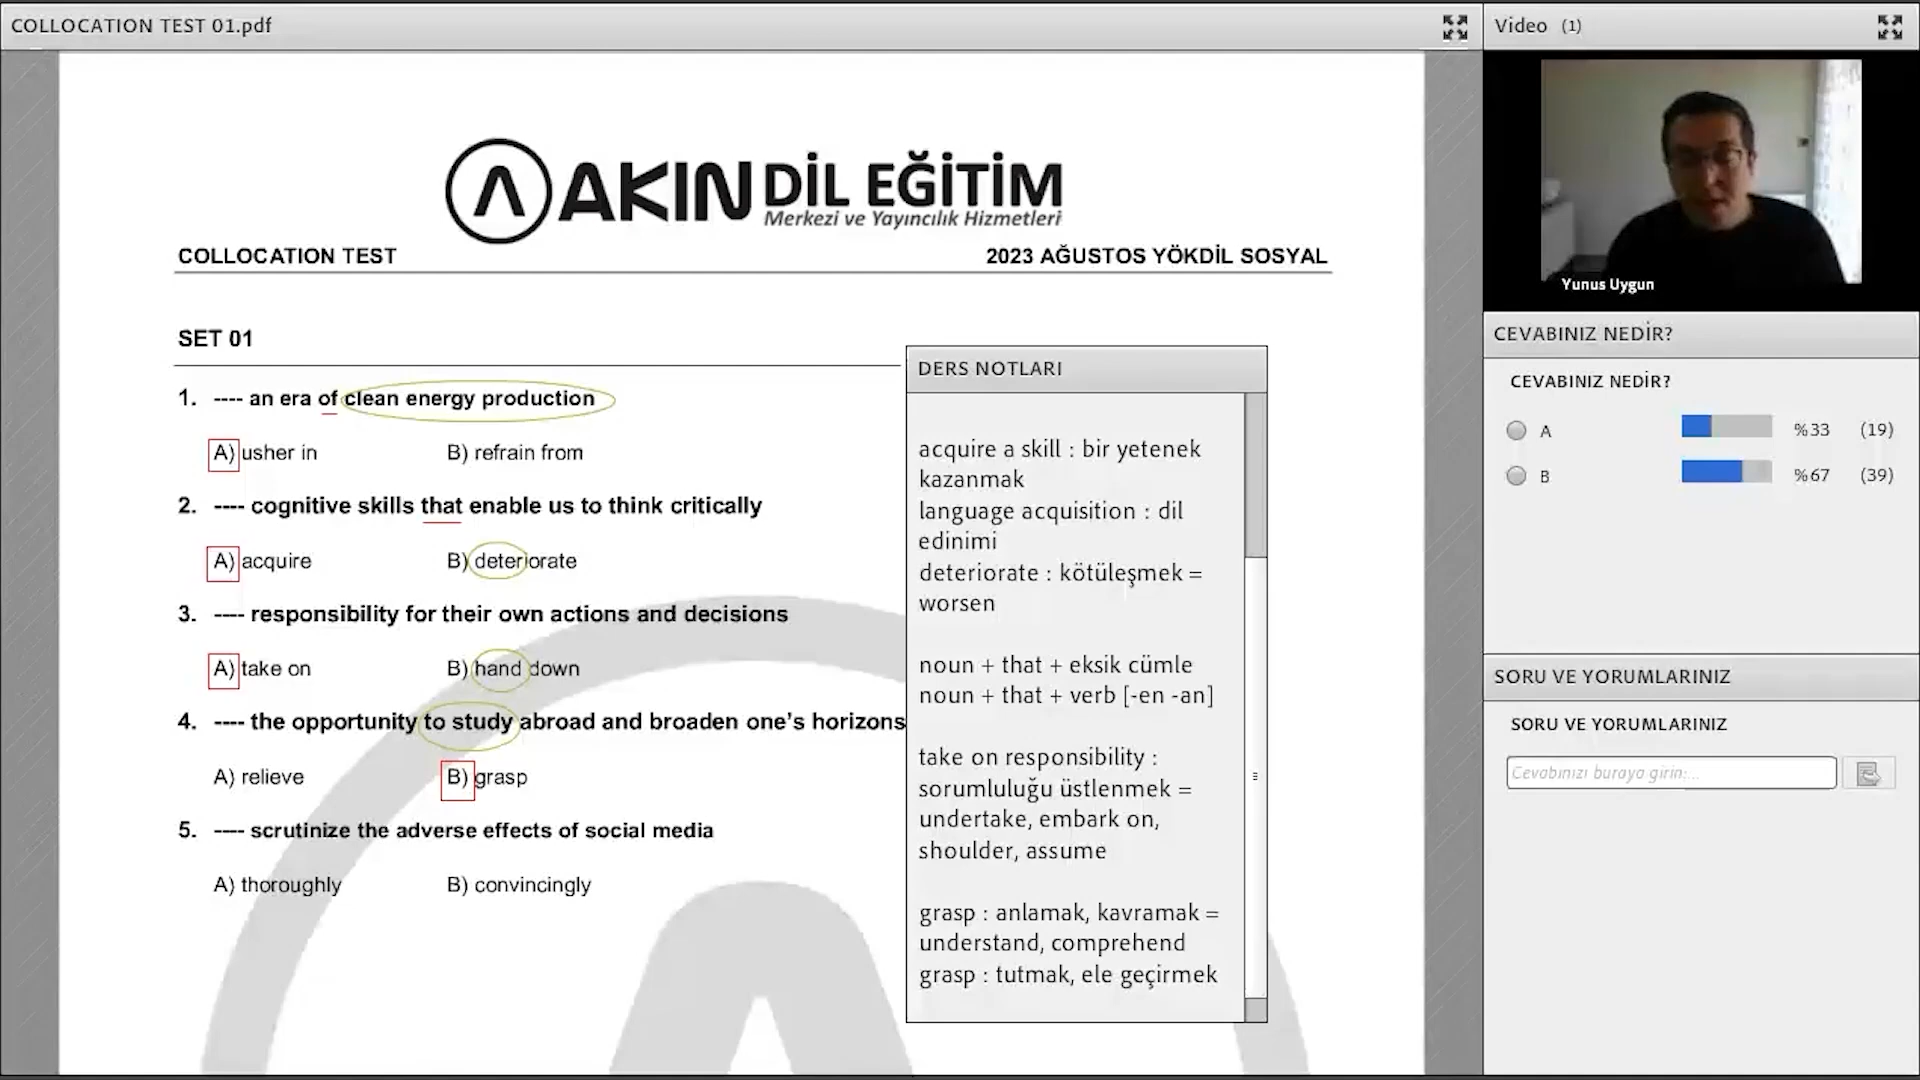 COLLOCATION TEST 01.pdf
AKIN DİL EĞİTİM
Merkezi ve Yayıncılık Hizmetleri
COLLOCATION TEST
2023 AĞUSTOS YÖKDİL SOSYAL
SET 01
1. ---- an era of clean energy production
A) usher in B) refrain from
2. ---- cognitive skills that enable us to think critically
A) acquire B) deteriorate
3. ---- responsibility for their own actions and decisions
A) take on B) hand down
4. ---- the opportunity to study abroad and broaden one’s horizons
A) relieve B) grasp
5. ---- scrutinize the adverse effects of social media
A) thoroughly B) convincingly
DERS NOTLARI
acquire a skill : bir yetenek
kazanmak
language acquisition : dil
edinimi
deteriorate : kötüleşmek =
worsen
noun + that + eksik cümle
noun + that + verb [-en -an]
take on responsibility :
sorumluluğu üstlenmek =
undertake, embark on,
shoulder, assume
grasp : anlamak, kavramak =
understand, comprehend
grasp : tutmak, ele geçirmek
Video (1)
Yunus Uygun
CEVABINIZ NEDİR?
CEVABINIZ NEDİR?
A %33 (19)
B %67 (39)
SORU VE YORUMLARINIZ
SORU VE YORUMLARINIZ
Cevabınızı buraya girin:...